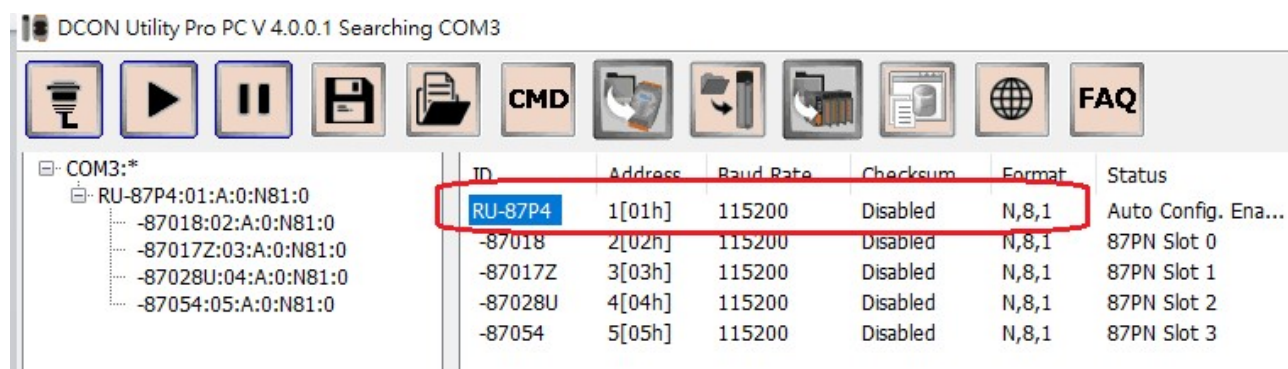 DCON Utility Pro PC V 4.0.0.1 Searching COM3
CMD FAQ
COM3:*
RU-87P4:01:A:0:N81:0
-87018:02:A:0:N81:0
-87017Z:03:A:0:N81:0
-87028U:04:A:0:N81:0
-87054:05:A:0:N81:0
ID Address Baud Rate Checksum Format Status
RU-87P4 1[01h] 115200 Disabled N,8,1 Auto Config. Ena...
-87018 2[02h] 115200 Disabled N,8,1 87PN Slot 0
-87017Z 3[03h] 115200 Disabled N,8,1 87PN Slot 1
-87028U 4[04h] 115200 Disabled N,8,1 87PN Slot 2
-87054 5[05h] 115200 Disabled N,8,1 87PN Slot 3